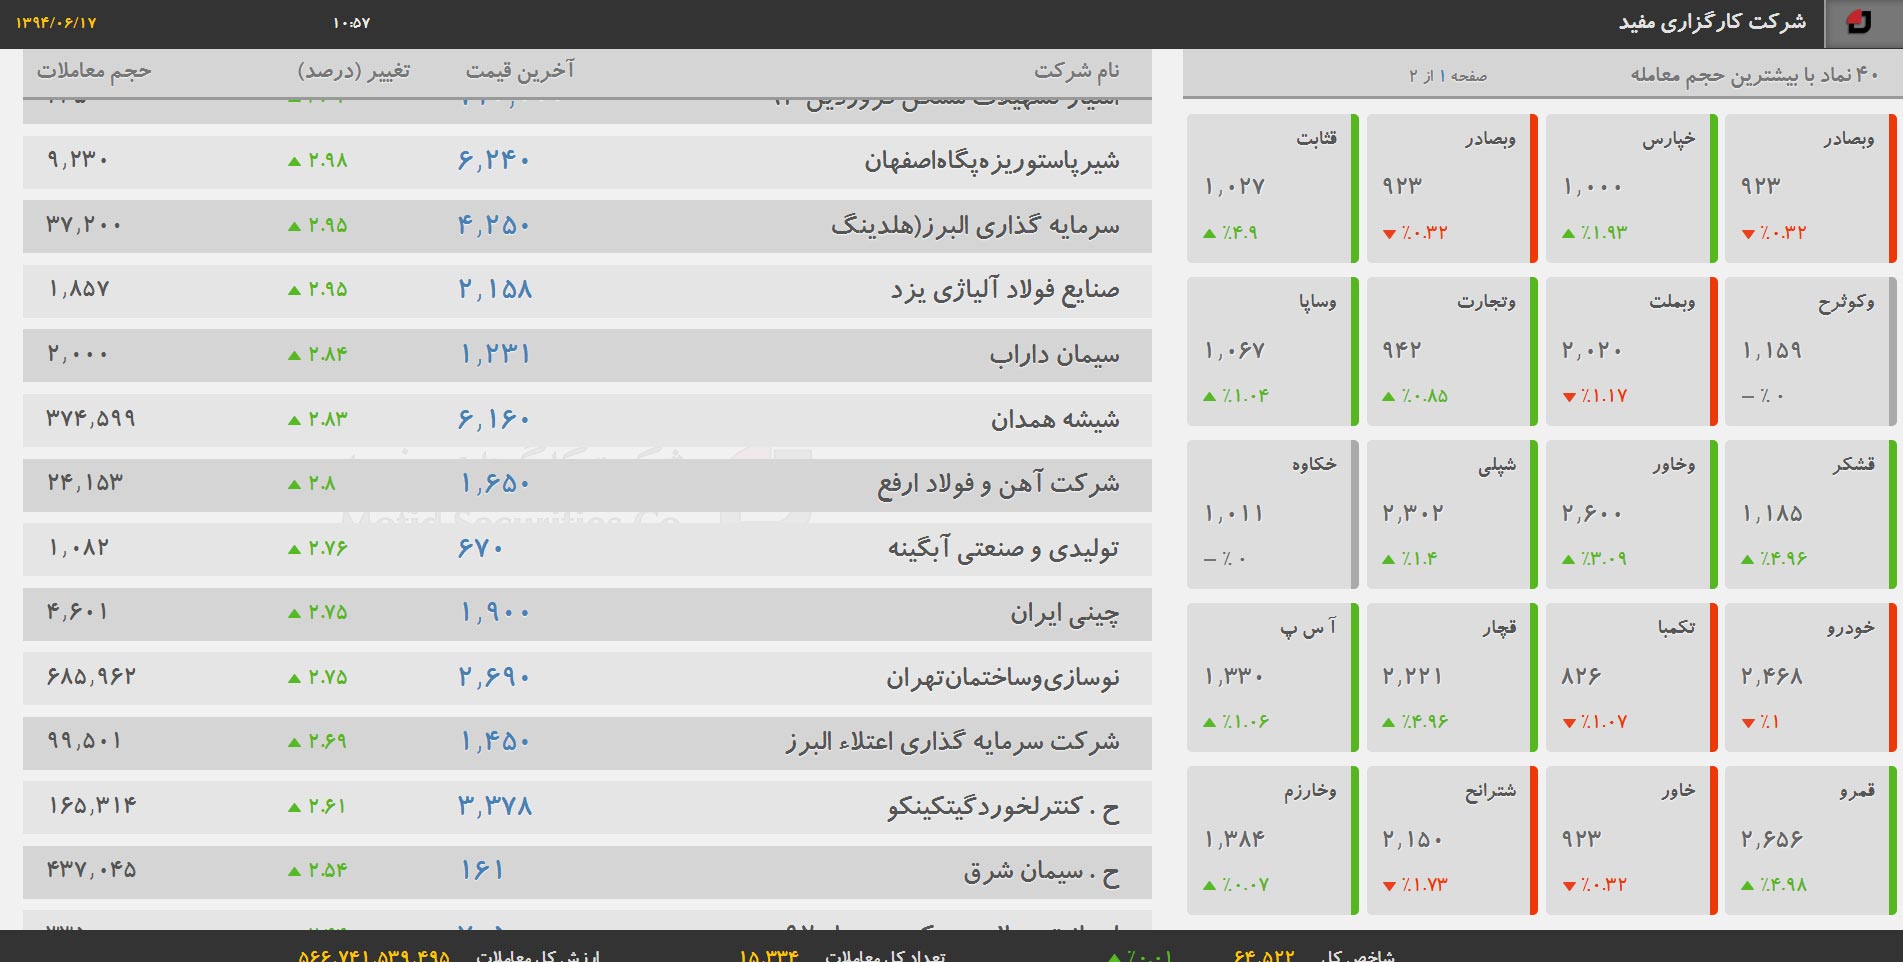 شرکت کارگزاری مفید
۱۰:۵۷
۱۳۹۴/۰۶/۱۷
۴۰ نماد با بیشترین حجم معامله صفحه ۱ از ۲
وبصادر خپارس وبصادر قثابت
۹۲۳ ۱,۰۰۰ ۹۲۳ ۱,۰۲۷
٪۰.۳۲ ▼ ٪۱.۹۳ ▲ ٪۰.۳۲ ▼ ٪۴.۹ ▲
وکوثرح وبملت وتجارت وساپا
۱,۱۵۹ ۲,۰۲۰ ۹۴۲ ۱,۰۶۷
٪۰ – ٪۱.۱۷ ▼ ٪۰.۸۵ ▲ ٪۱.۰۴ ▲
قشکر وخاور شپلی خکاوه
۱,۱۸۵ ۲,۶۰۰ ۲,۳۰۲ ۱,۰۱۱
٪۴.۹۶ ▲ ٪۳.۰۹ ▲ ٪۱.۴ ▲ ٪۰ –
خودرو تکمبا قچار آ س پ
۲,۴۶۸ ۸۲۶ ۲,۲۲۱ ۱,۳۳۰
٪۱ ▼ ٪۱.۰۷ ▼ ٪۴.۹۶ ▲ ٪۱.۰۶ ▲
قمرو خاور شترانح وخارزم
۲,۶۵۶ ۹۲۳ ۲,۱۵۰ ۱,۳۸۴
٪۴.۹۸ ▲ ٪۰.۳۲ ▼ ٪۱.۷۳ ▼ ٪۰.۰۷ ▲
نام شرکت آخرین قیمت تغییر (درصد) حجم معاملات
شیرپاستوریزه‌پگاه‌اصفهان ۶,۲۴۰ ۲.۹۸ ▲ ۹,۲۳۰
سرمایه گذاری البرز(هلدینگ ۴,۲۵۰ ۲.۹۵ ▲ ۳۷,۲۰۰
صنایع فولاد آلیاژی یزد ۲,۱۵۸ ۲.۹۵ ▲ ۱,۸۵۷
سیمان داراب ۱,۲۳۱ ۲.۸۴ ▲ ۲,۰۰۰
شیشه همدان ۶,۱۶۰ ۲.۸۳ ▲ ۳۷۴,۵۹۹
شرکت آهن و فولاد ارفع ۱,۶۵۰ ۲.۸ ▲ ۲۴,۱۵۳
تولیدی و صنعتی آبگینه ۶۷۰ ۲.۷۶ ▲ ۱,۰۸۲
چینی ایران ۱,۹۰۰ ۲.۷۵ ▲ ۴,۶۰۱
نوسازی‌وساختمان‌تهران ۲,۶۹۰ ۲.۷۵ ▲ ۶۸۵,۹۶۲
شرکت سرمایه گذاری اعتلاء البرز ۱,۴۵۰ ۲.۶۹ ▲ ۹۹,۵۰۱
ح . کنترلخوردگیتکینکو ۳,۳۷۸ ۲.۶۱ ▲ ۱۶۵,۳۱۴
ح . سیمان شرق ۱۶۱ ۲.۵۴ ▲ ۴۳۷,۰۴۵
شاخص کل ۶۴,۵۲۲ ٪۰.۰۱ ▲ تعداد کل معاملات ۱۵,۳۳۴ ارزش کل معاملات ۵۶۶,۷۴۱,۵۳۹,۴۹۵